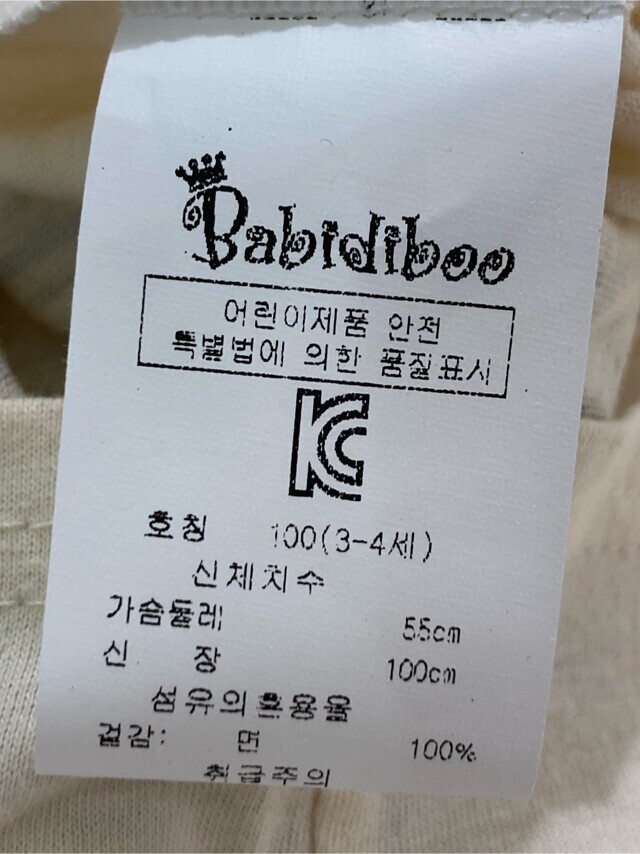 Babidiboo
어린이제품 안전
특별법에 의한 품질표시
KC
호칭 100(3-4세)
신체치수
가슴둘레 55cm
신 장 100cm
섬유의혼용율
겉감: 면 100%
취급주의